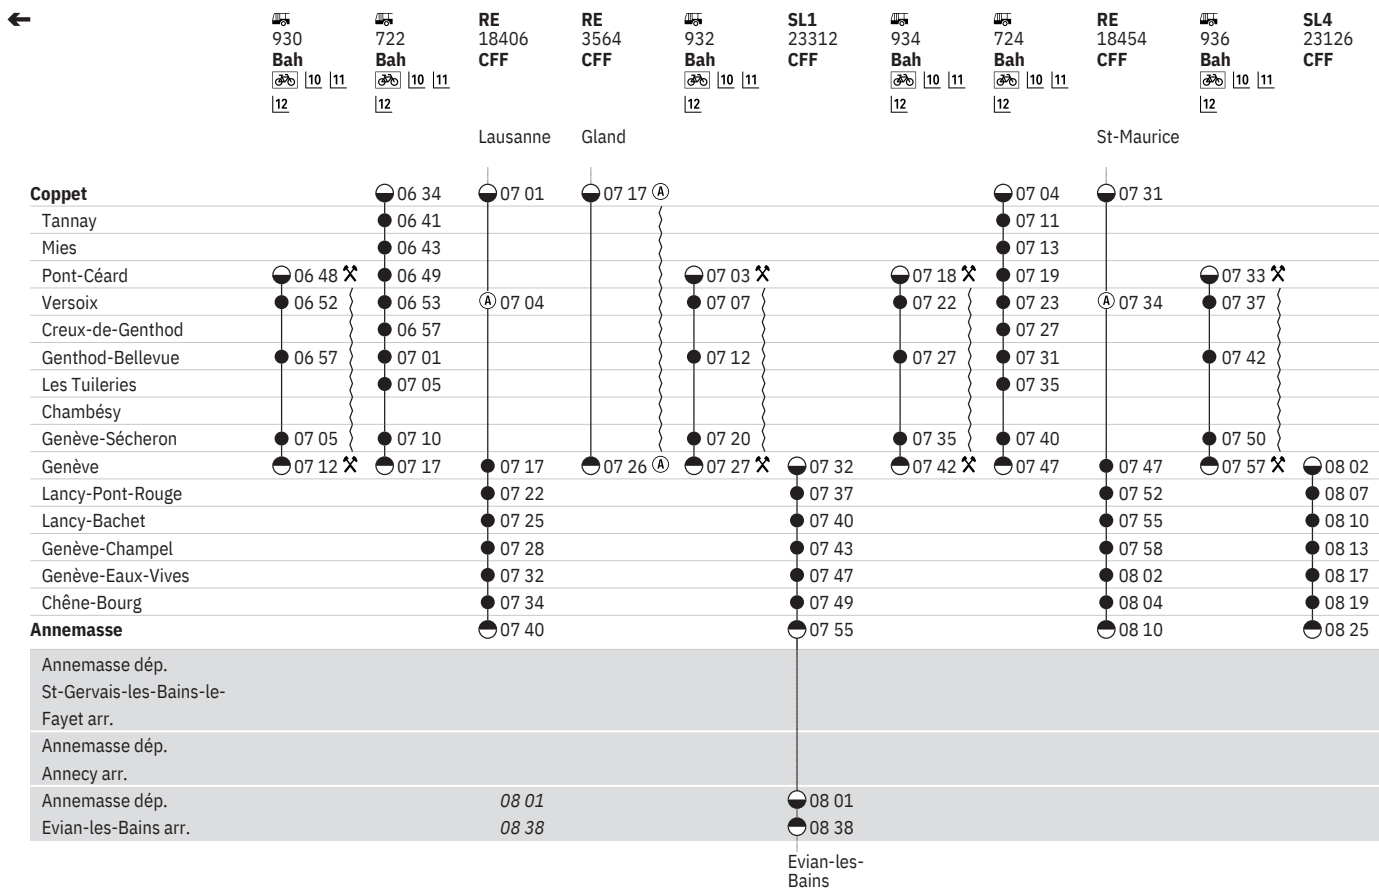 RE RE SL1 RE SL4
930 722 18406 3564 932 23312 934 724 18454 936 23126
Bah Bah CFF CFF Bah CFF Bah Bah CFF Bah CFF
10 11 10 11 10 11 10 11 10 11 10 11
12 12 12 12 12 12
Lausanne Gland St-Maurice
Coppet 06 34 07 01 07 17 A 07 04 07 31
Tannay 06 41 07 11
Mies 06 43 07 13
Pont-Céard 06 48 06 49 07 03 07 18 07 19 07 33
Versoix 06 52 06 53 A 07 04 07 07 07 22 07 23 A 07 34 07 37
Creux-de-Genthod 06 57 07 27
Genthod-Bellevue 06 57 07 01 07 12 07 27 07 31 07 42
Les Tuileries 07 05 07 35
Chambésy
Genève-Sécheron 07 05 07 10 07 20 07 35 07 40 07 50
Genève 07 12 07 17 07 17 07 26 A 07 27 07 32 07 42 07 47 07 47 07 57 08 02
Lancy-Pont-Rouge 07 22 07 37 07 52 08 07
Lancy-Bachet 07 25 07 40 07 55 08 10
Genève-Champel 07 28 07 43 07 58 08 13
Genève-Eaux-Vives 07 32 07 47 08 02 08 17
Chêne-Bourg 07 34 07 49 08 04 08 19
Annemasse 07 40 07 55 08 10 08 25
Annemasse dép.
St-Gervais-les-Bains-le-
Fayet arr.
Annemasse dép.
Annecy arr.
Annemasse dép. 08 01 08 01
Evian-les-Bains arr. 08 38 08 38
Evian-les-
Bains